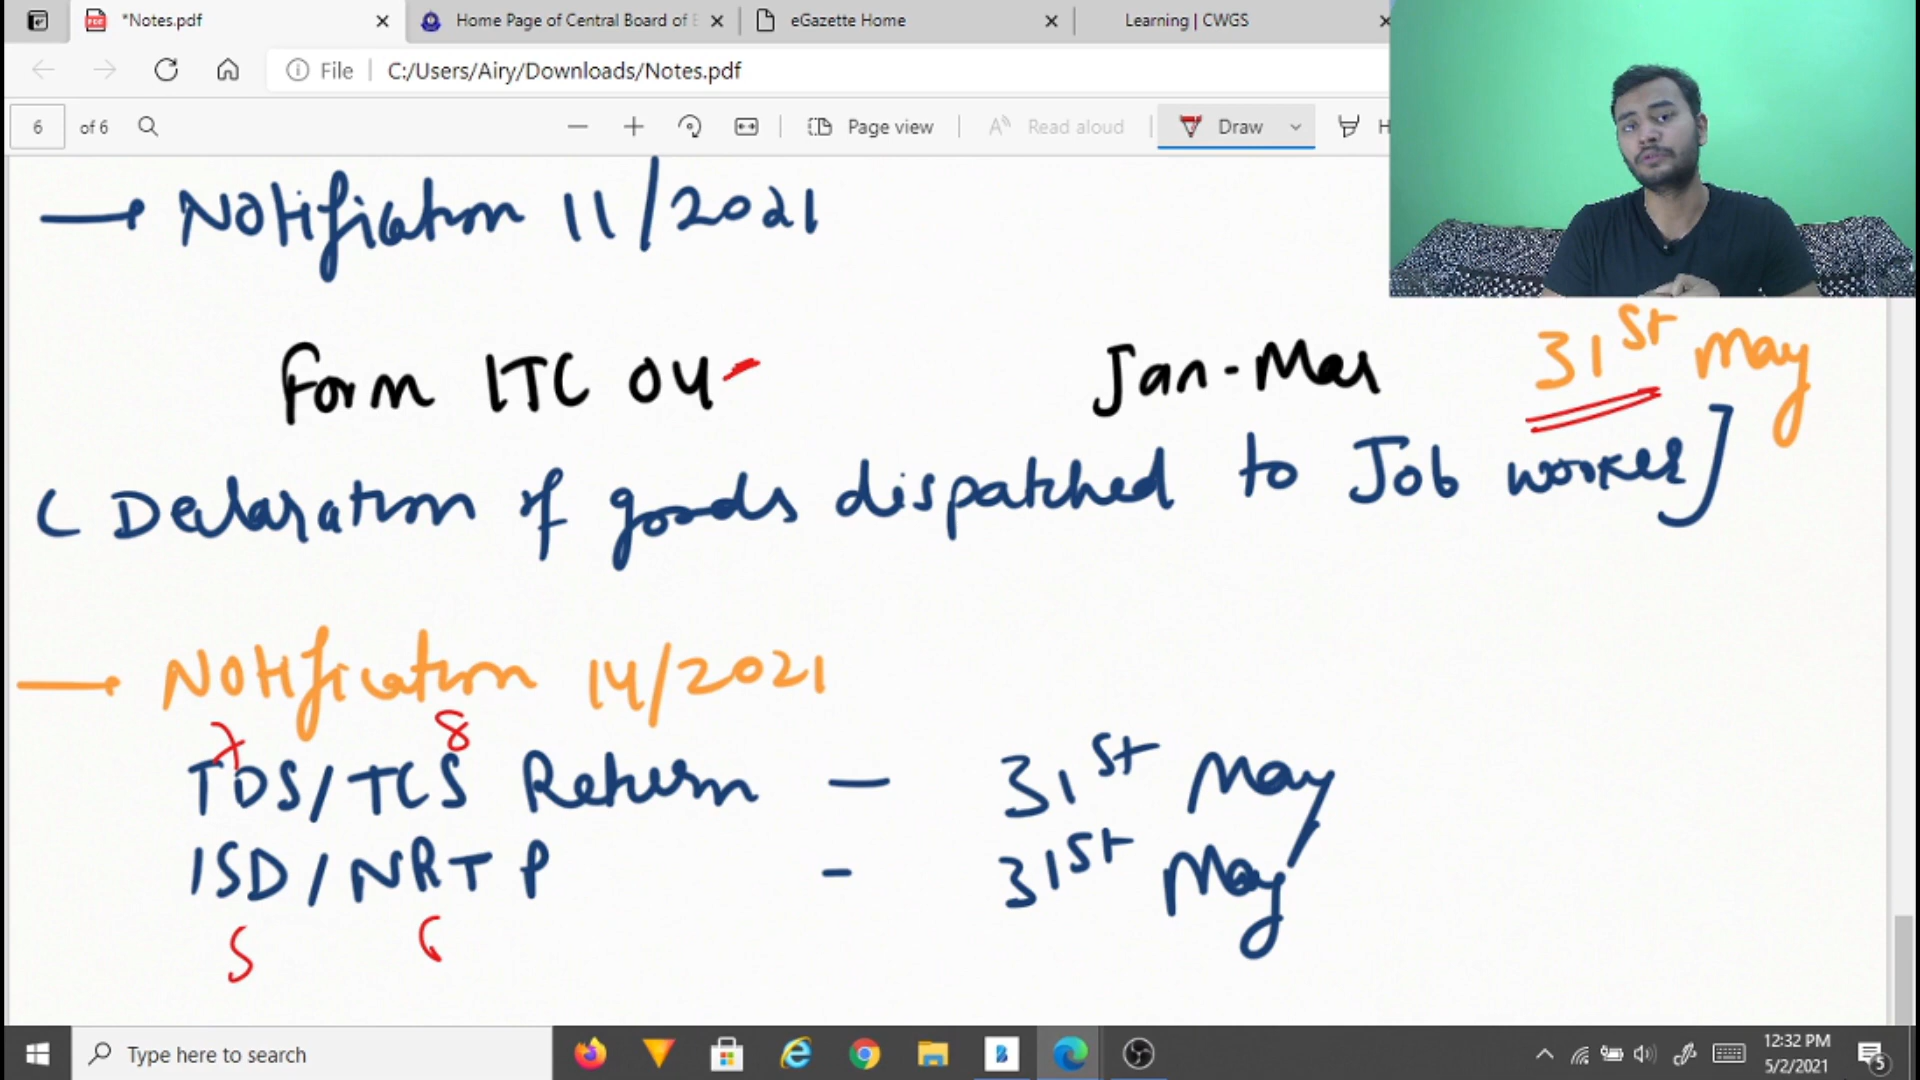 *Notes.pdf
Home Page of Central Board of E
eGazette Home
Learning | CWGS
File
C:/Users/Airy/Downloads/Notes.pdf
6 of 6
Page view
Read aloud
Draw
H
Notification 11/2021
Form ITC 04 Jan-Mar 31st May
( Declaration of goods dispatched to Job worker]
Notification 14/2021
7 8
TDS/TCS Return - 31st May
ISD/NRTP - 31st May
5 6
Type here to search
12:32 PM
5/2/2021
5